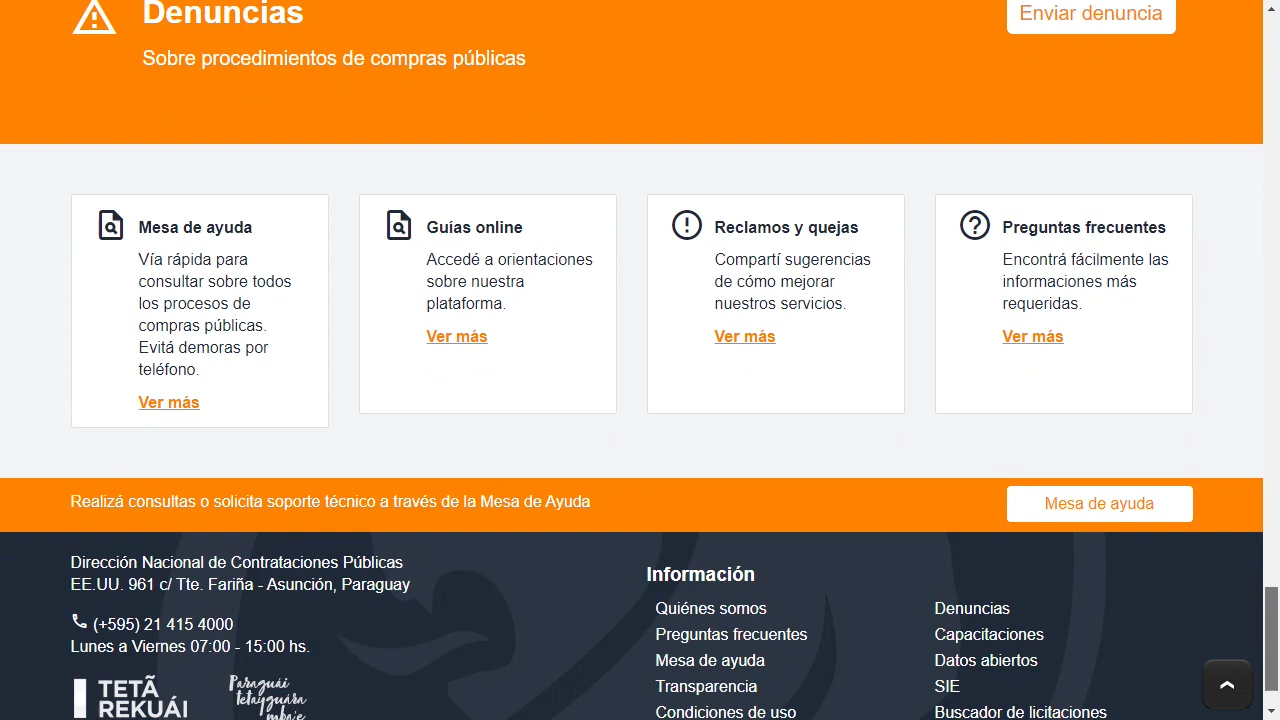 Denuncias
Enviar denuncia
Sobre procedimientos de compras públicas
Mesa de ayuda
Vía rápida para
consultar sobre todos
los procesos de
compras públicas.
Evitá demoras por
teléfono.
Ver más
Guías online
Accedé a orientaciones
sobre nuestra
plataforma.
Ver más
Reclamos y quejas
Compartí sugerencias
de cómo mejorar
nuestros servicios.
Ver más
Preguntas frecuentes
Encontrá fácilmente las
informaciones más
requeridas.
Ver más
Realizá consultas o solicita soporte técnico a través de la Mesa de Ayuda
Mesa de ayuda
Dirección Nacional de Contrataciones Públicas
EE.UU. 961 c/ Tte. Fariña - Asunción, Paraguay
(+595) 21 415 4000
Lunes a Viernes 07:00 - 15:00 hs.
TETÃ
REKUÁI
Paraguái
tetãyguára
mba'e
Información
Quiénes somos
Preguntas frecuentes
Mesa de ayuda
Transparencia
Condiciones de uso
Denuncias
Capacitaciones
Datos abiertos
SIE
Buscador de licitaciones